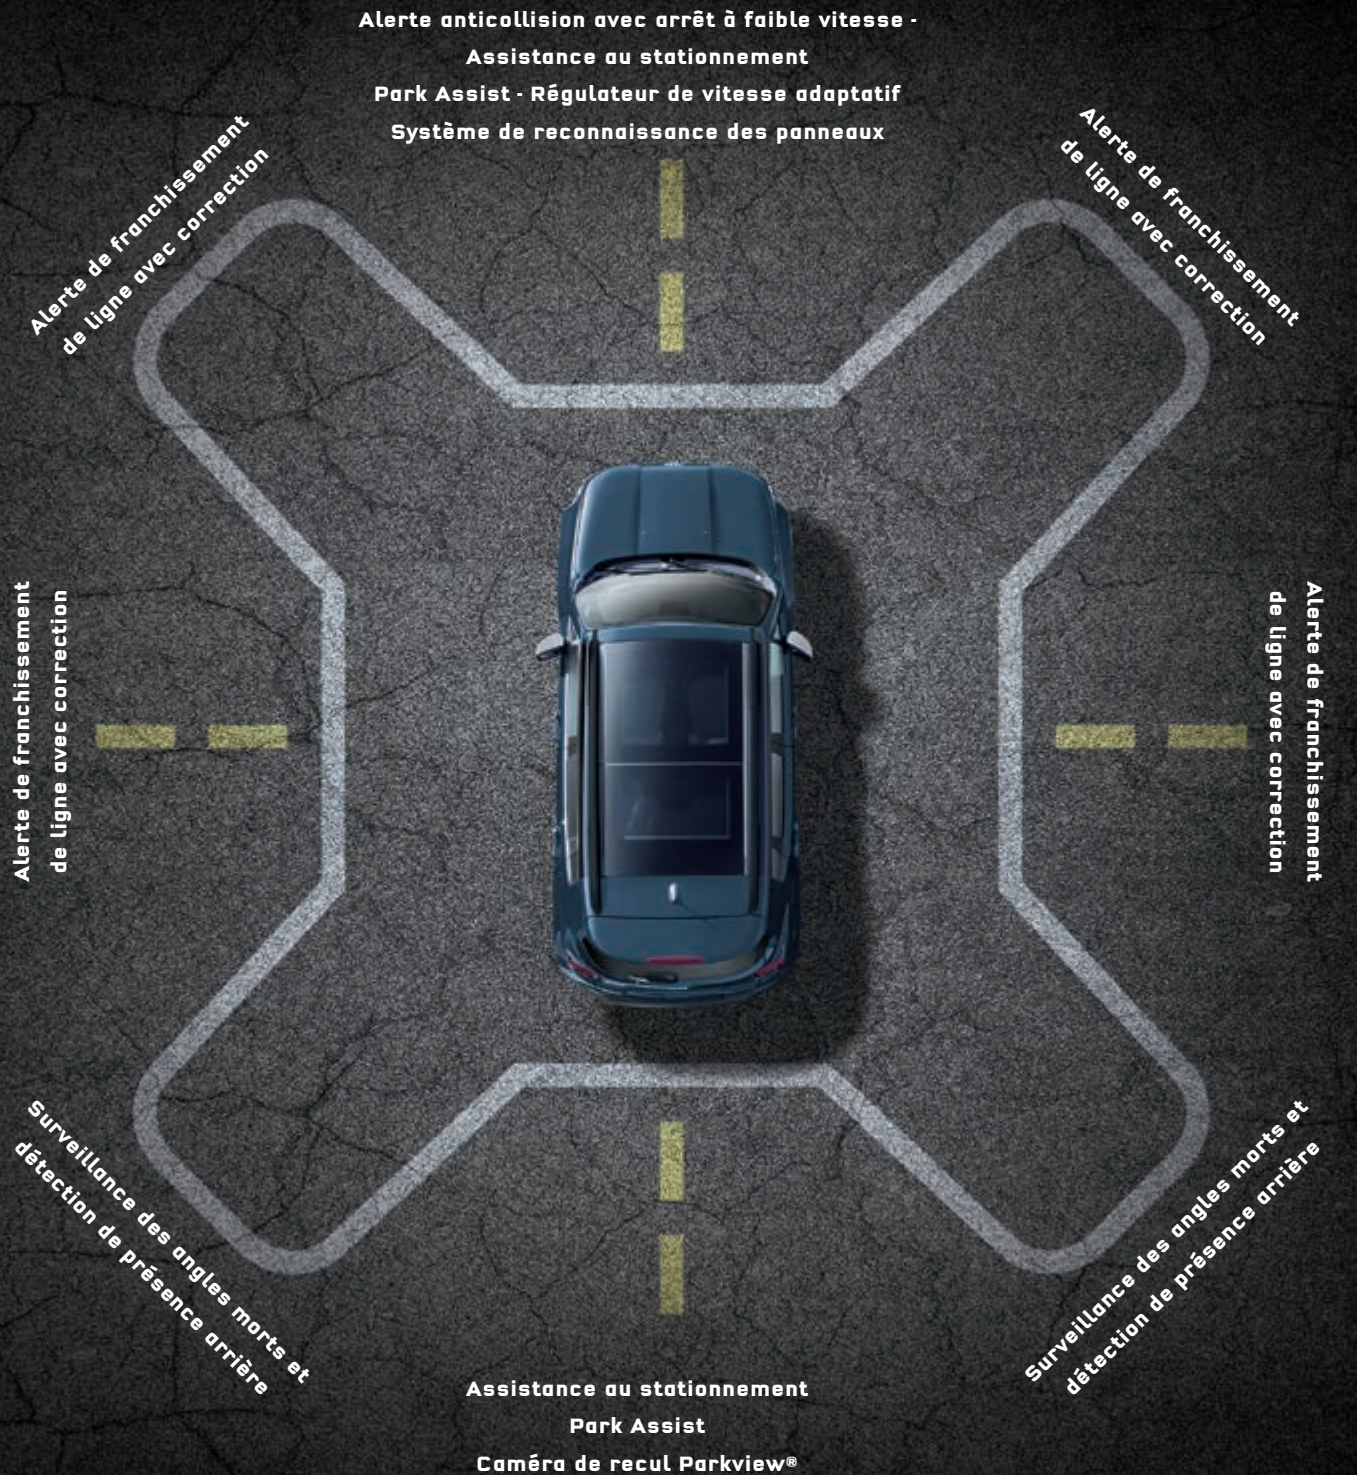 Alerte anticollision avec arrêt à faible vitesse -
Assistance au stationnement
Park Assist - Régulateur de vitesse adaptatif
Système de reconnaissance des panneaux
Alerte de franchissement
de ligne avec correction
Alerte de franchissement
de ligne avec correction
Alerte de franchissement
de ligne avec correction
Alerte de franchissement
de ligne avec correction
Surveillance des angles morts et
détection de présence arrière
Surveillance des angles morts et
détection de présence arrière
Assistance au stationnement
Park Assist
Caméra de recul Parkview®